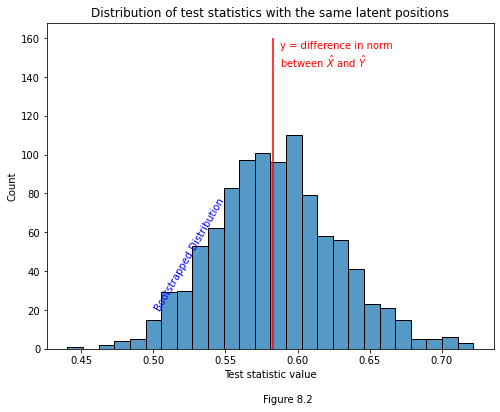 Distribution of test statistics with the same latent positions
160
140
120
100
80
60
40
20
0
Count
y = difference in norm
between X̂ and Ŷ
Bootstrapped Distribution
0.45 0.50 0.55 0.60 0.65 0.70
Test statistic value
Figure 8.2